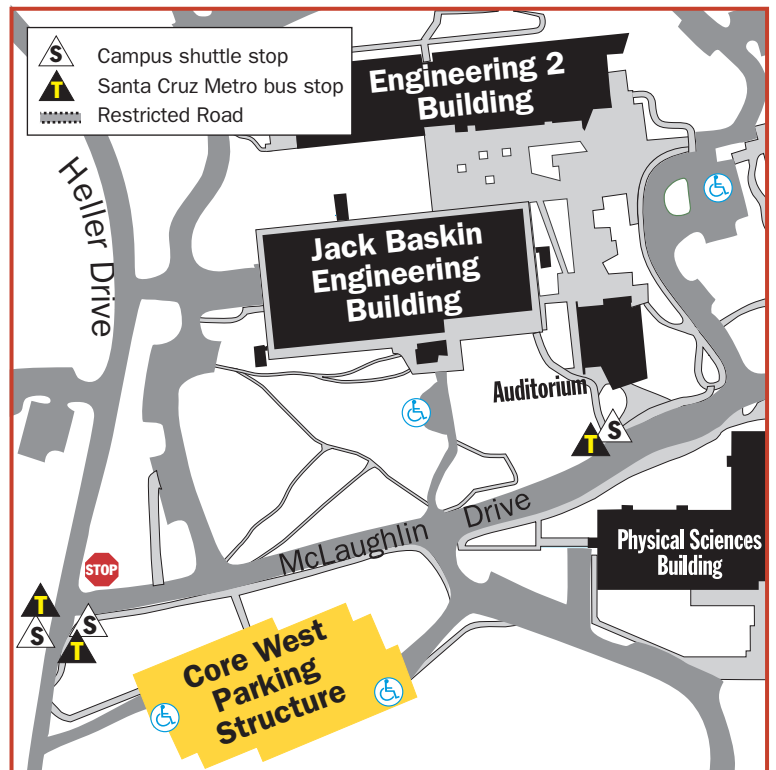 S Campus shuttle stop
T Santa Cruz Metro bus stop
Restricted Road
Engineering 2
Building
Heller Drive
Jack Baskin
Engineering
Building
Auditorium
T S
McLaughlin Drive
Physical Sciences
Building
STOP
T
S
S
T
Core West
Parking
Structure